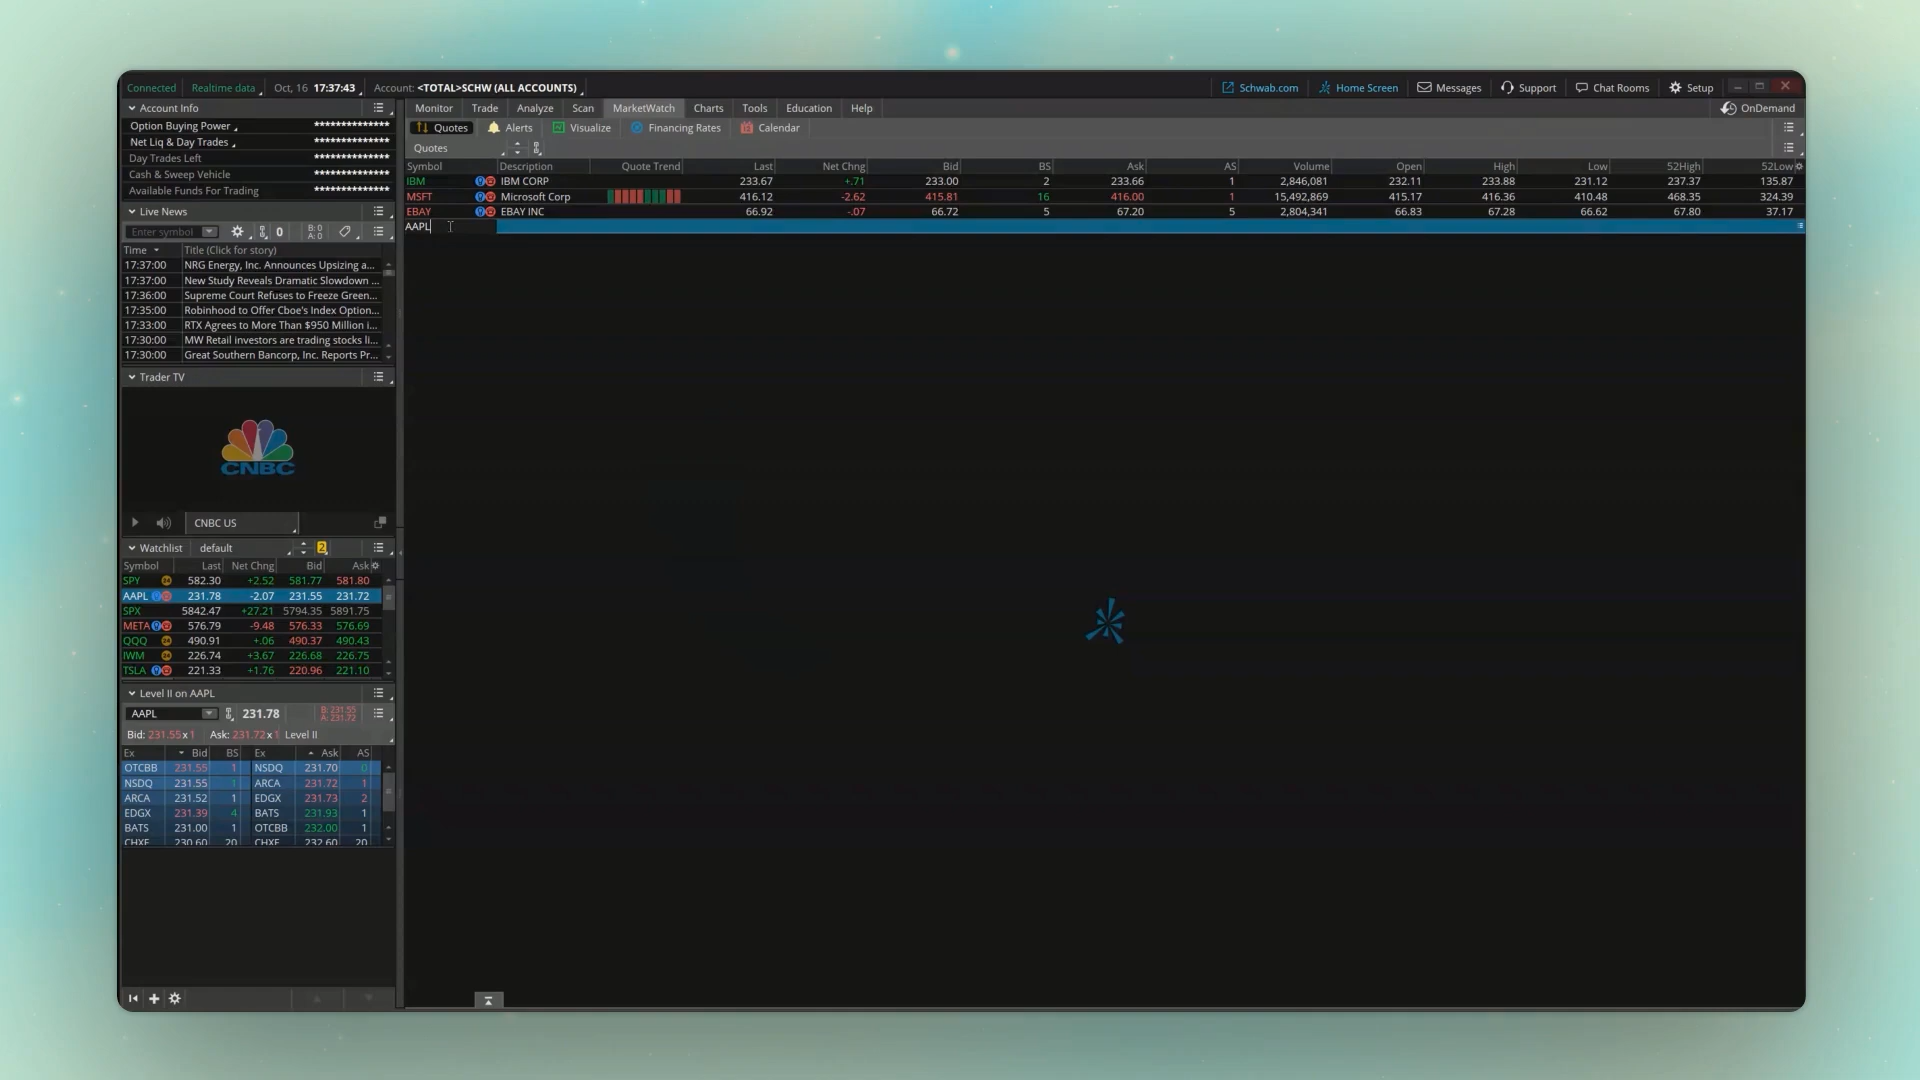 Connected Realtime data Oct, 16 17:37:43 Account: <TOTAL>SCHW (ALL ACCOUNTS) Schwab.com Home Screen Messages Support Chat Rooms Setup
Account Info
Option Buying Power **************
Net Liq & Day Trades **************
Day Trades Left **************
Cash & Sweep Vehicle **************
Available Funds For Trading **************
Live News
Enter symbol 0 B: 0 A: 0
Time Title (Click for story)
17:37:00 NRG Energy, Inc. Announces Upsizing a...
17:37:00 New Study Reveals Dramatic Slowdown ...
17:36:00 Supreme Court Refuses to Freeze Green...
17:35:00 Robinhood to Offer Cboe's Index Option...
17:33:00 RTX Agrees to More Than $950 Million i...
17:30:00 MW Retail investors are trading stocks li...
17:30:00 Great Southern Bancorp, Inc. Reports Pr...
Trader TV
CNBC
CNBC US
Watchlist default 2
Symbol Last Net Chng Bid Ask
SPY 582.30 +2.52 581.77 581.80
AAPL 231.78 -2.07 231.55 231.72
SPX 5842.47 +27.21 5794.35 5891.75
META 576.79 -9.48 576.33 576.69
QQQ 490.91 +.06 490.37 490.43
IWM 226.74 +3.67 226.68 226.75
TSLA 221.33 +1.76 220.96 221.10
Level II on AAPL
AAPL 231.78 B: 231.55 A: 231.72
Bid: 231.55x1 Ask: 231.72x1 Level II
Ex Bid BS Ex Ask AS
OTCBB 231.55 1 NSDQ 231.70 0
NSDQ 231.55 1 ARCA 231.72 1
ARCA 231.52 1 EDGX 231.73 2
EDGX 231.39 4 BATS 231.93 1
BATS 231.00 1 OTCBB 232.00 1
CHXE 230.60 20 CHXE 232.60 20
Monitor Trade Analyze Scan MarketWatch Charts Tools Education Help OnDemand
Quotes Alerts Visualize Financing Rates Calendar
Quotes
Symbol Description Quote Trend Last Net Chng Bid BS Ask AS Volume Open High Low 52High 52Low
IBM IBM CORP 233.67 +.71 233.00 2 233.66 1 2,846,081 232.11 233.88 231.12 237.37 135.87
MSFT Microsoft Corp 416.12 -2.62 415.81 16 416.00 1 15,492,869 415.17 416.36 410.48 468.35 324.39
EBAY EBAY INC 66.92 -.07 66.72 5 67.20 5 2,804,341 66.83 67.28 66.62 67.80 37.17
AAPL